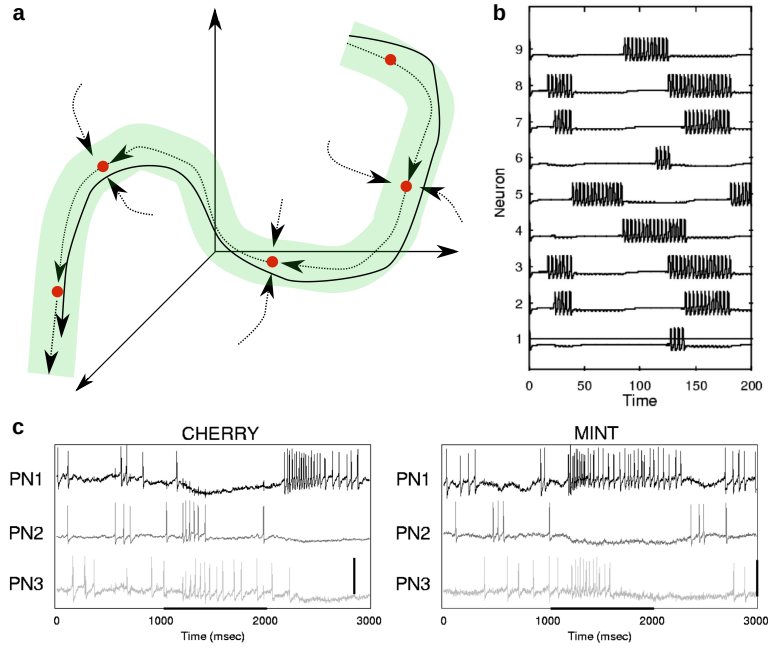 a
b
Neuron
9
8
7
6
5
4
3
2
1
0 50 100 150 200
Time
c
CHERRY
PN1
PN2
PN3
0 1000 2000 3000
Time (msec)
MINT
PN1
PN2
PN3
0 1000 2000 3000
Time (msec)